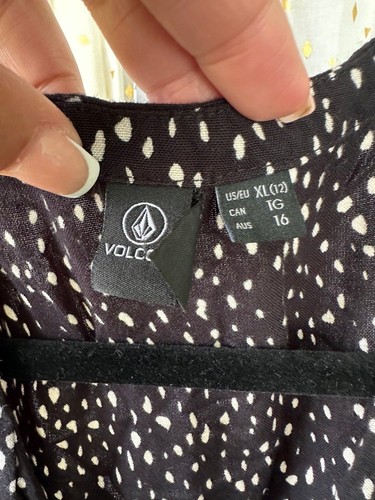 VOLCO
US/EU XL(12)
CAN TG
AUS 16